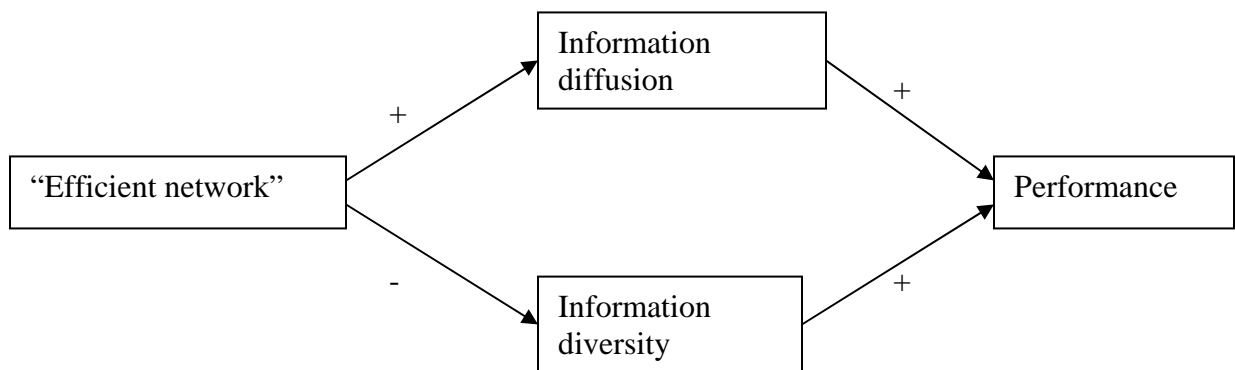 Information
diffusion
+
+
“Efficient network”
Performance
-
+
Information
diversity